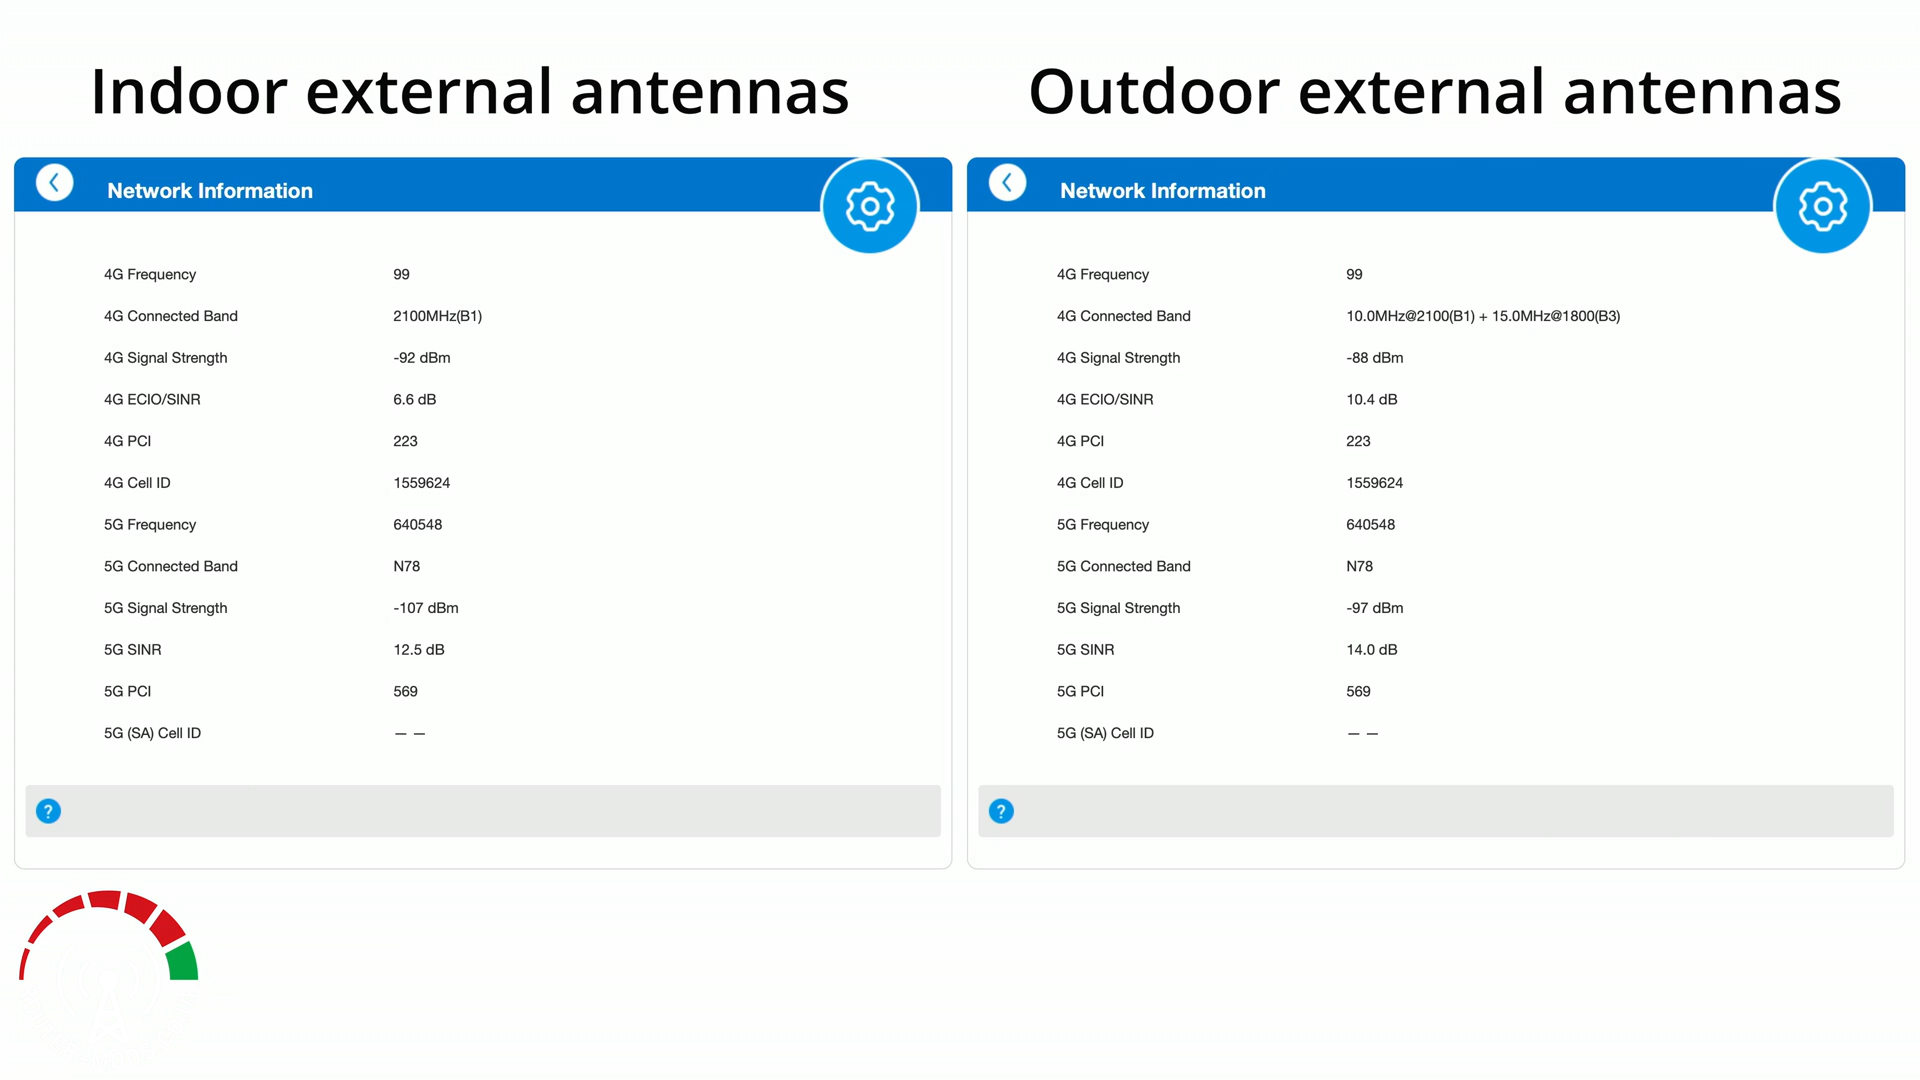 Indoor external antennas
Network Information
4G Frequency 99
4G Connected Band 2100MHz(B1)
4G Signal Strength -92 dBm
4G ECIO/SINR 6.6 dB
4G PCI 223
4G Cell ID 1559624
5G Frequency 640548
5G Connected Band N78
5G Signal Strength -107 dBm
5G SINR 12.5 dB
5G PCI 569
5G (SA) Cell ID — —
?
Outdoor external antennas
Network Information
4G Frequency 99
4G Connected Band 10.0MHz@2100(B1) + 15.0MHz@1800(B3)
4G Signal Strength -88 dBm
4G ECIO/SINR 10.4 dB
4G PCI 223
4G Cell ID 1559624
5G Frequency 640548
5G Connected Band N78
5G Signal Strength -97 dBm
5G SINR 14.0 dB
5G PCI 569
5G (SA) Cell ID — —
?